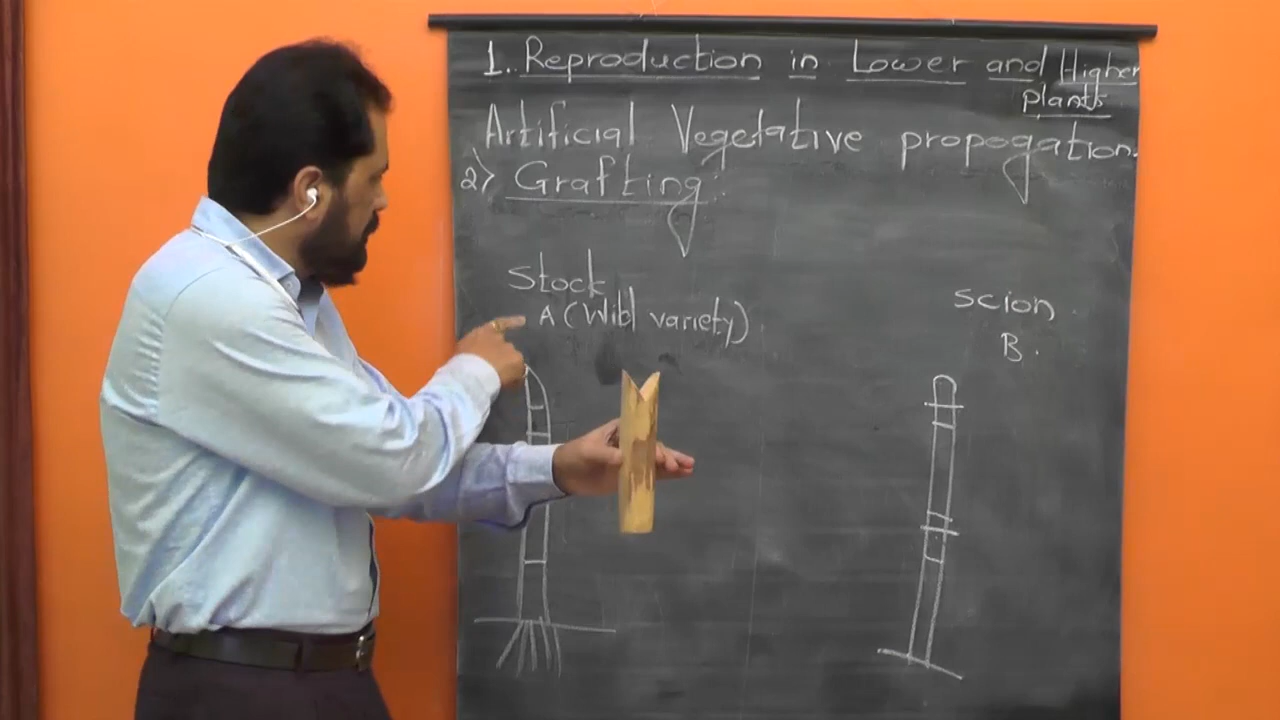 1. Reproduction in Lower and Higher
plants.
Artificial Vegetative propogation.
2) Grafting:
Stock
A (Wild variety).
Scion.
B.